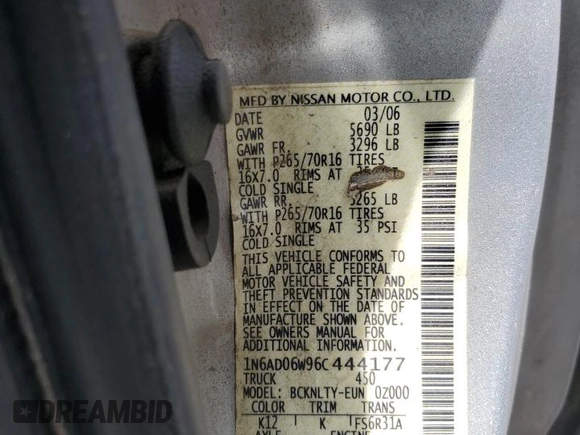 MFD BY NISSAN MOTOR CO., LTD.
DATE 03/06
GVWR 5690 LB
GAWR FR 3296 LB
WITH P265/70R16 TIRES
16X7.0 RIMS AT
COLD SINGLE
GAWR RR 3265 LB
WITH P265/70R16 TIRES
16X7.0 RIMS AT 35 PSI
COLD SINGLE
THIS VEHICLE CONFORMS TO
ALL APPLICABLE FEDERAL
MOTOR VEHICLE SAFETY AND
THEFT PREVENTION STANDARDS
IN EFFECT ON THE DATE OF
MANUFACTURE SHOWN ABOVE.
SEE OWNERS MANUAL FOR
ADDITIONAL INFORMATION.
1N6AD06W96C444177
TRUCK 450
MODEL: BCKNLTY-EUN 0Z000
COLOR TRIM TRANS
K12 K FS6R31A
AXLE ENGINE
DREAMBID